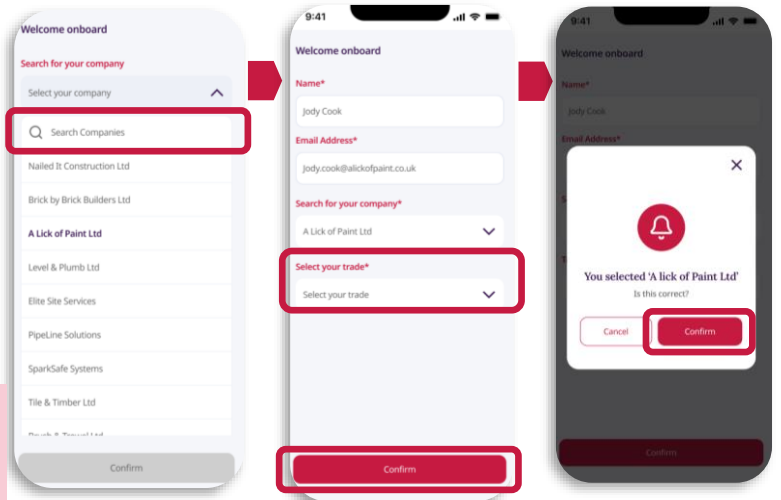 Welcome onboard
Search for your company
Select your company
Search Companies
Nailed It Construction Ltd
Brick by Brick Builders Ltd
A Lick of Paint Ltd
Level & Plumb Ltd
Elite Site Services
PipeLine Solutions
SparkSafe Systems
Tile & Timber Ltd
Confirm
9:41
Welcome onboard
Name*
Jody Cook
Email Address*
Jody.cook@alickofpaint.co.uk
Search for your company*
A Lick of Paint Ltd
Select your trade*
Select your trade
Confirm
9:41
Welcome onboard
Name*
Jody Cook
Email Address*
You selected 'A lick of Paint Ltd'
Is this correct?
Cancel
Confirm
Confirm